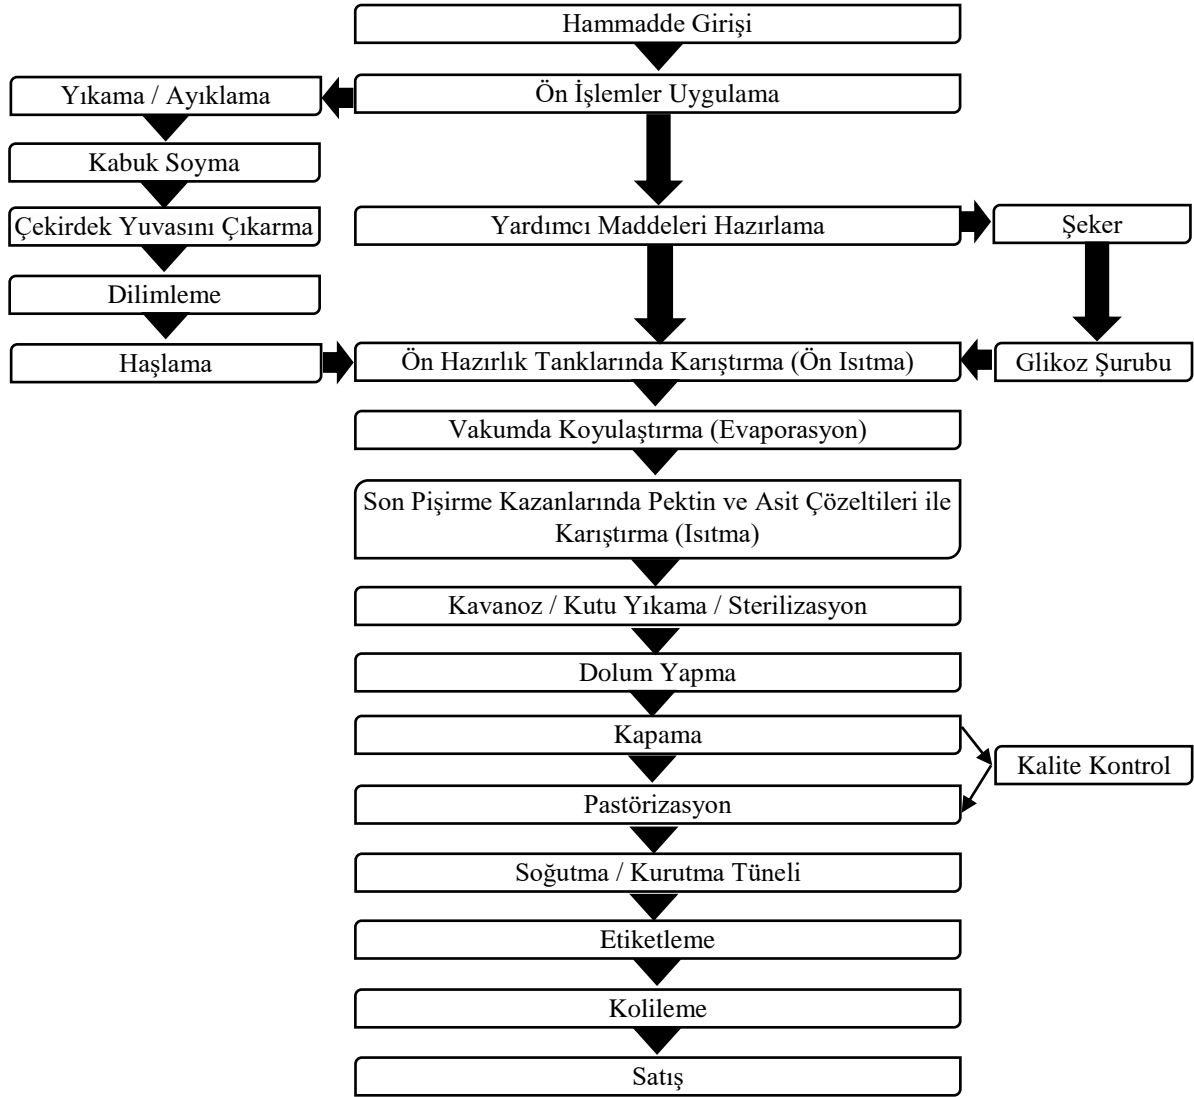 Hammadde Girişi
Yıkama / Ayıklama
Ön İşlemler Uygulama
Kabuk Soyma
Çekirdek Yuvasını Çıkarma
Yardımcı Maddeleri Hazırlama
Şeker
Dilimleme
Haşlama
Ön Hazırlık Tanklarında Karıştırma (Ön Isıtma)
Glikoz Şurubu
Vakumda Koyulaştırma (Evaporasyon)
Son Pişirme Kazanlarında Pektin ve Asit Çözeltileri ile
Karıştırma (Isıtma)
Kavanoz / Kutu Yıkama / Sterilizasyon
Dolum Yapma
Kapama
Kalite Kontrol
Pastörizasyon
Soğutma / Kurutma Tüneli
Etiketleme
Kolileme
Satış